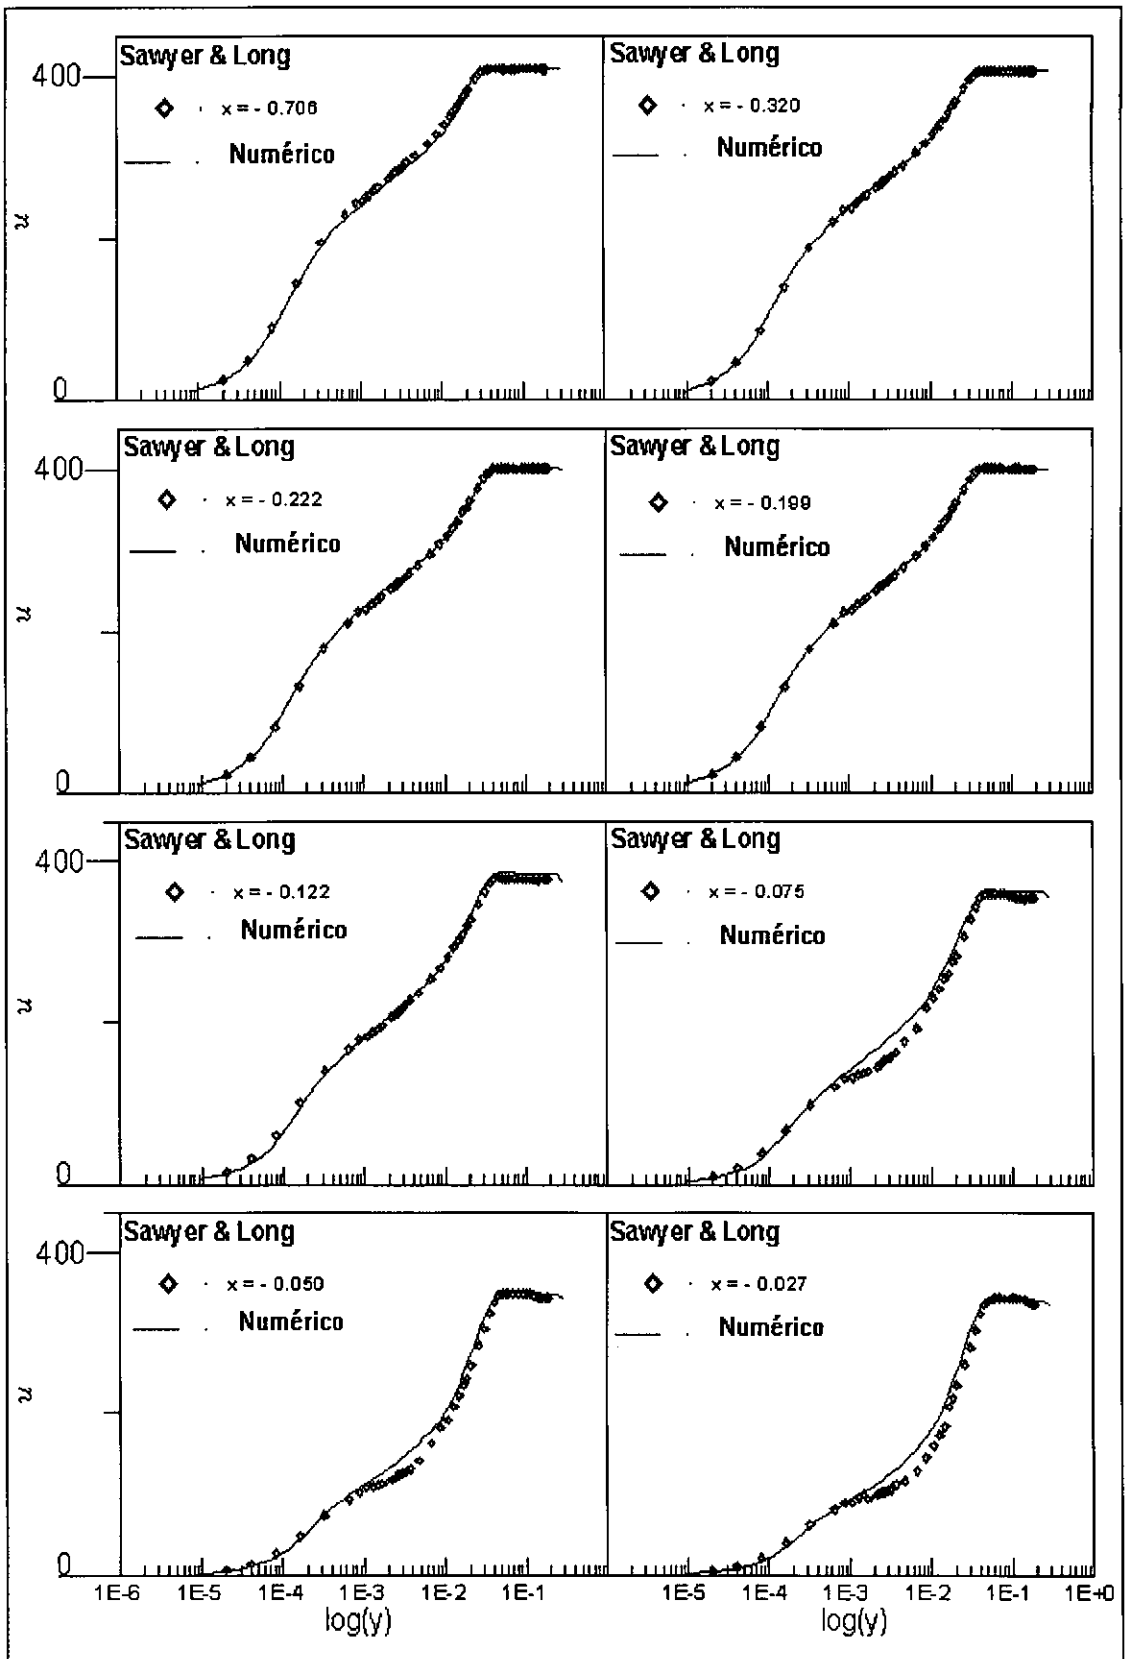 Sawyer & Long
400
x = - 0.706
Numérico
u
0
Sawyer & Long
x = - 0.320
Numérico
Sawyer & Long
400
x = - 0.222
Numérico
u
0
Sawyer & Long
x = - 0.199
Numérico
Sawyer & Long
400
x = - 0.122
Numérico
u
0
Sawyer & Long
x = - 0.075
Numérico
Sawyer & Long
400
x = - 0.050
Numérico
u
0
1E-6 1E-5 1E-4 1E-3 1E-2 1E-1
log(y)
Sawyer & Long
x = - 0.027
Numérico
1E-5 1E-4 1E-3 1E-2 1E-1 1E+0
log(y)